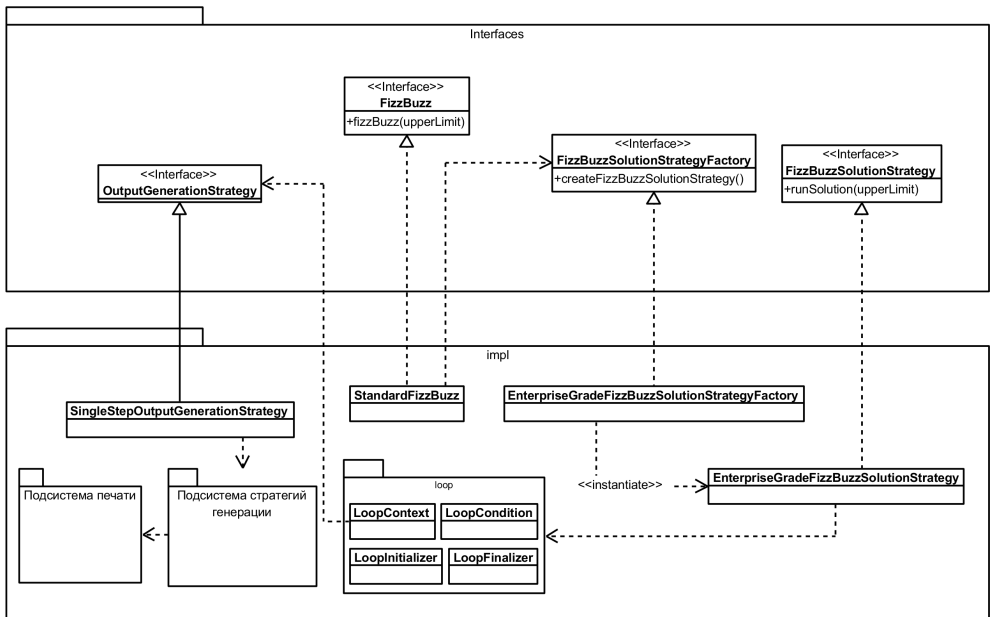 Interfaces
<<Interface>>
FizzBuzz
+fizzBuzz(upperLimit)
<<Interface>>
FizzBuzzSolutionStrategyFactory
+createFizzBuzzSolutionStrategy()
<<Interface>>
FizzBuzzSolutionStrategy
+runSolution(upperLimit)
<<Interface>>
OutputGenerationStrategy
impl
SingleStepOutputGenerationStrategy
StandardFizzBuzz
EnterpriseGradeFizzBuzzSolutionStrategyFactory
Подсистема печати
Подсистема стратегий
генерации
loop
LoopContext
LoopCondition
LoopInitializer
LoopFinalizer
<<instantiate>>
EnterpriseGradeFizzBuzzSolutionStrategy